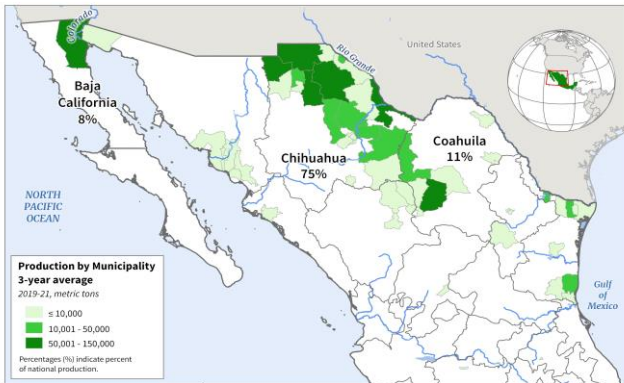 Colorado
Rio Grande
United States
Baja
California
8%
Chihuahua
75%
Coahuila
11%
NORTH
PACIFIC
OCEAN
Gulf
of
Mexico
Production by Municipality
3-year average
2019-21, metric tons
≤ 10,000
10,001 - 50,000
50,001 - 150,000
Percentages (%) indicate percent
of national production.